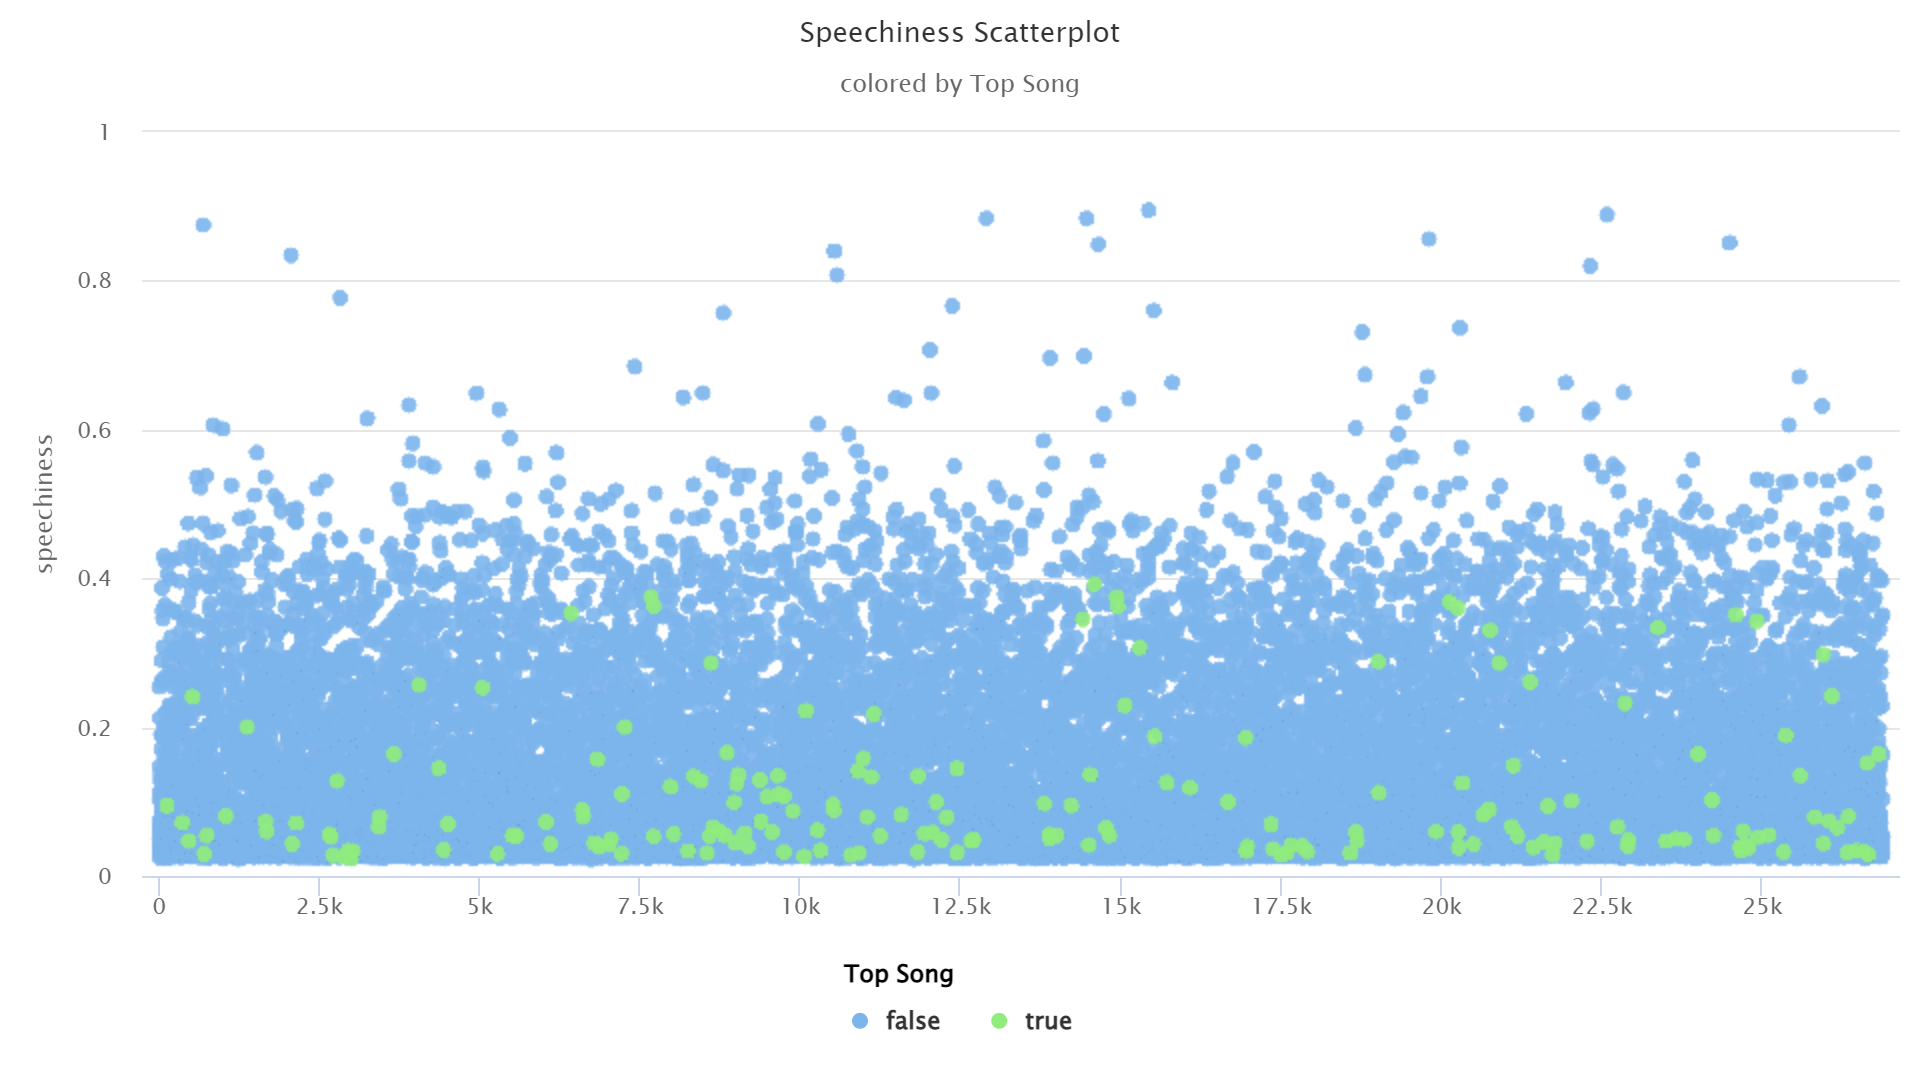 Speechiness Scatterplot
colored by Top Song
speechiness
1
0.8
0.6
0.4
0.2
0
0 2.5k 5k 7.5k 10k 12.5k 15k 17.5k 20k 22.5k 25k
Top Song
false true